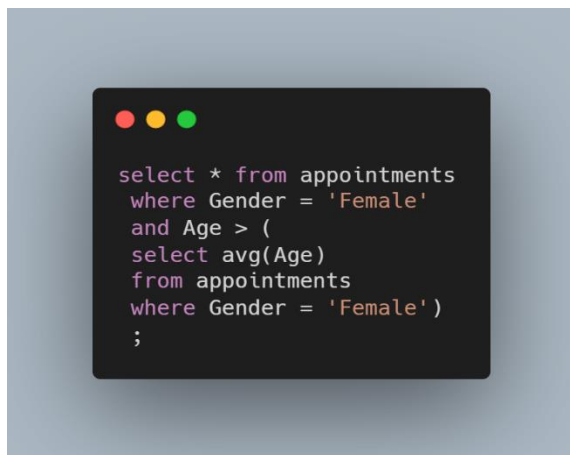 select * from appointments
where Gender = 'Female'
and Age > (
select avg(Age)
from appointments
where Gender = 'Female')
;